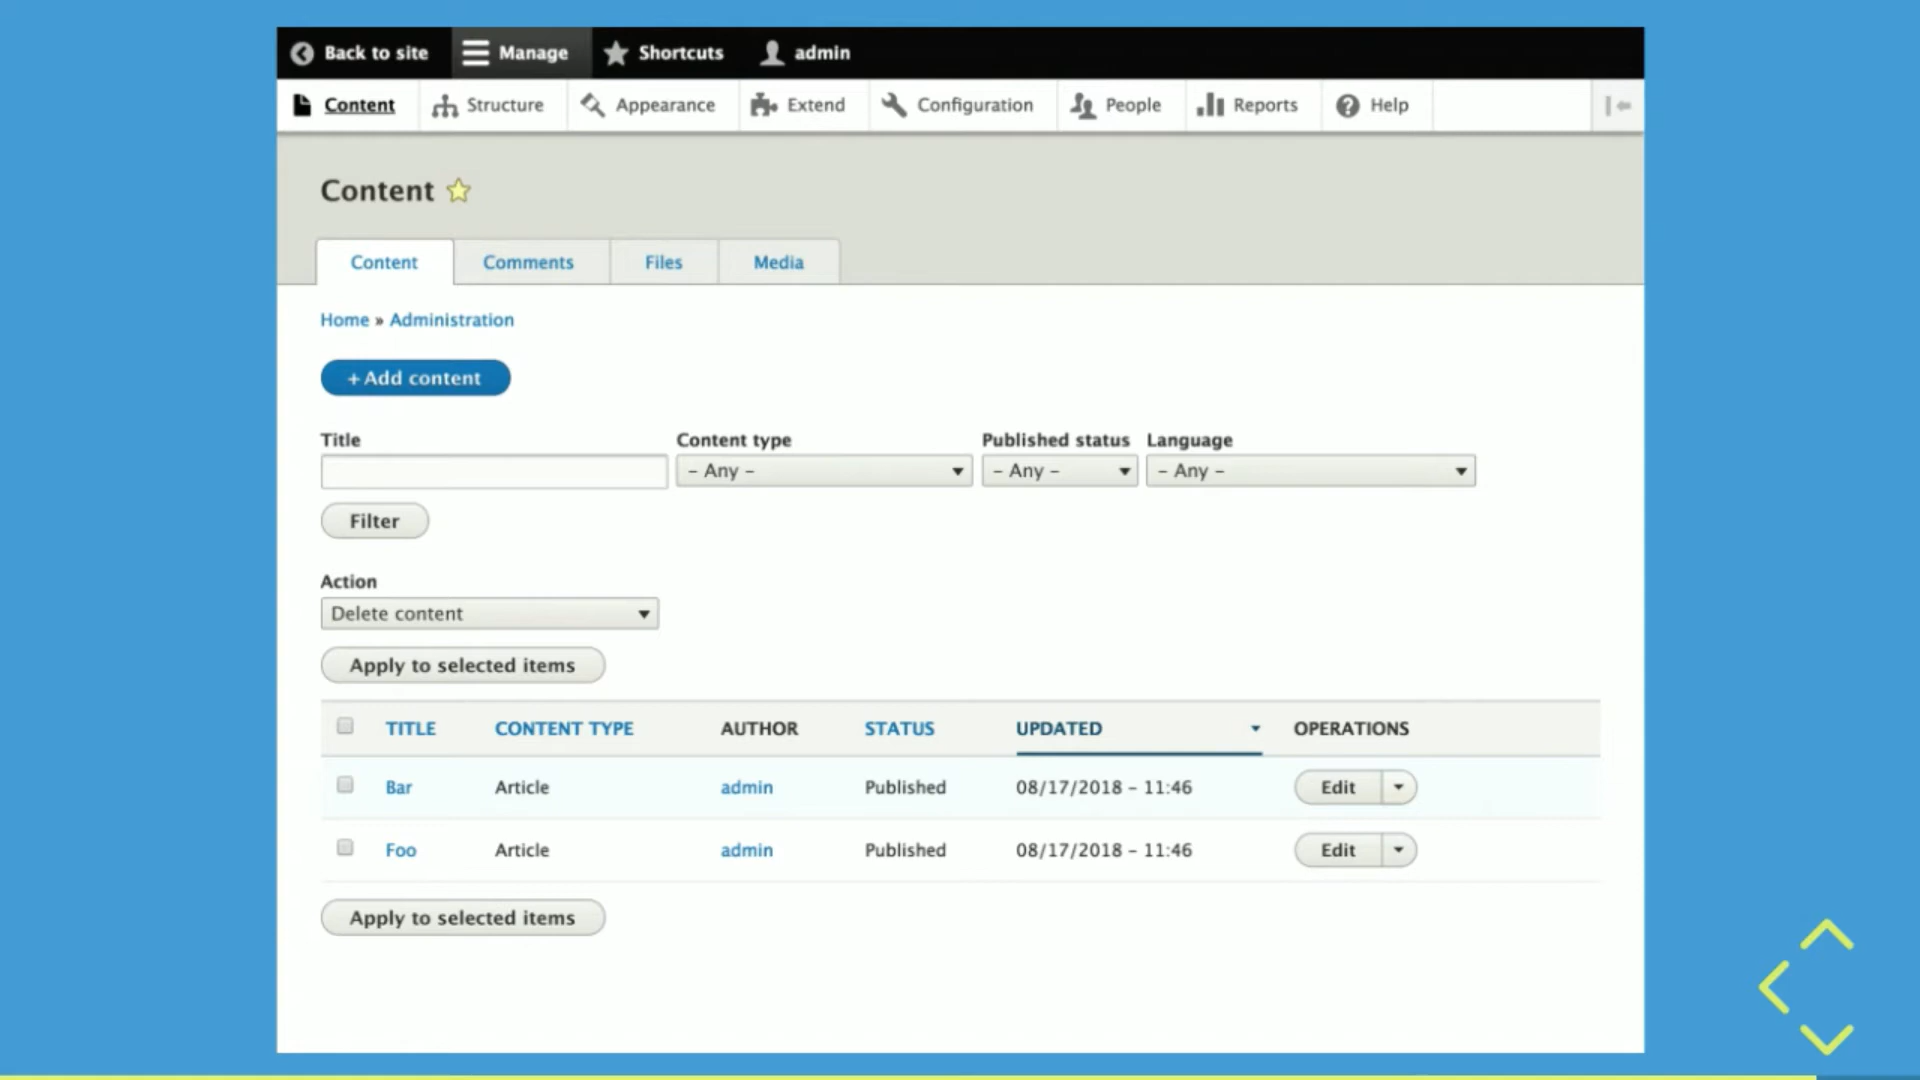 Back to site Manage Shortcuts admin
Content Structure Appearance Extend Configuration People Reports Help
Content
Content Comments Files Media
Home » Administration
+ Add content
Title Content type Published status Language
- Any - - Any - - Any -
Filter
Action
Delete content
Apply to selected items
TITLE CONTENT TYPE AUTHOR STATUS UPDATED OPERATIONS
Bar Article admin Published 08/17/2018 - 11:46 Edit
Foo Article admin Published 08/17/2018 - 11:46 Edit
Apply to selected items